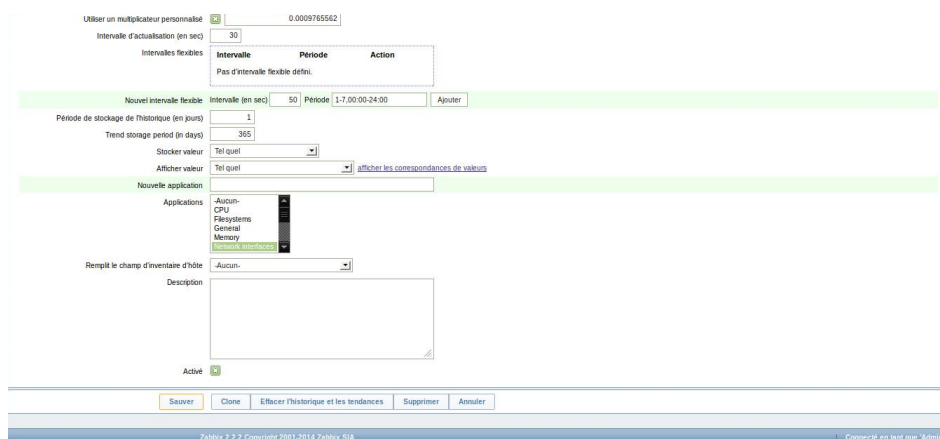 Utiliser un multiplicateur personnalisé 0.0009765562
Intervalle d'actualisation (en sec) 30
Intervalles flexibles Intervalle Période Action
Pas d'intervalle flexible défini.
Nouvel intervalle flexible Intervalle (en sec) 50 Période 1-7,00:00-24:00 Ajouter
Période de stockage de l'historique (en jours) 1
Trend storage period (in days) 365
Stocker valeur Tel quel
Afficher valeur Tel quel afficher les correspondances de valeurs
Nouvelle application
Applications -Aucun-
CPU
Filesystems
General
Memory
Network interfaces
Remplit le champ d'inventaire d'hôte -Aucun-
Description
Activé
Sauver Clone Effacer l'historique et les tendances Supprimer Annuler
Zabbix 2.2.2 Copyright 2001-2014 Zabbix SIA Connecté en tant que 'Admi